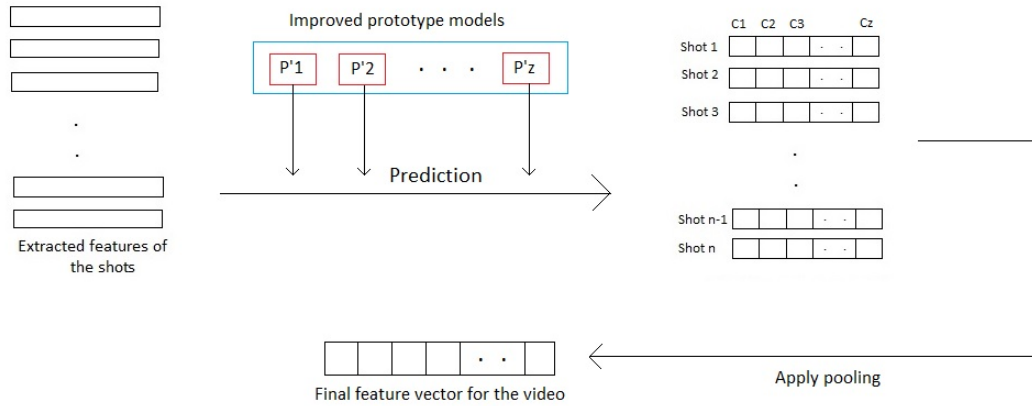 Improved prototype models
P'1 P'2 . . . P'z
C1 C2 C3 Cz
Shot 1
. .
Shot 2
. .
Shot 3
. .
.
.
.
.
Prediction
Shot n-1
. .
Shot n
. .
Extracted features of
the shots
. .
Final feature vector for the video
Apply pooling